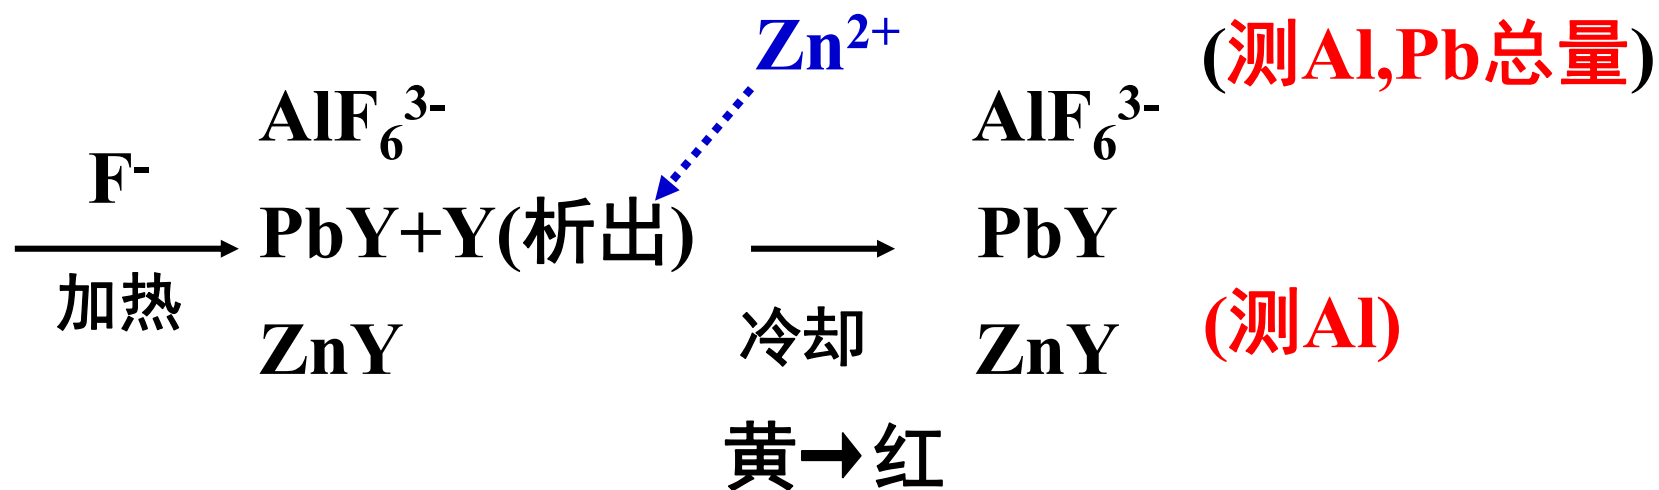 Zn²⁺
(测Al,Pb总量)
AlF₆³⁻
AlF₆³⁻
F⁻
PbY+Y(析出)
PbY
加热
ZnY
冷却
ZnY
(测Al)
黄→红